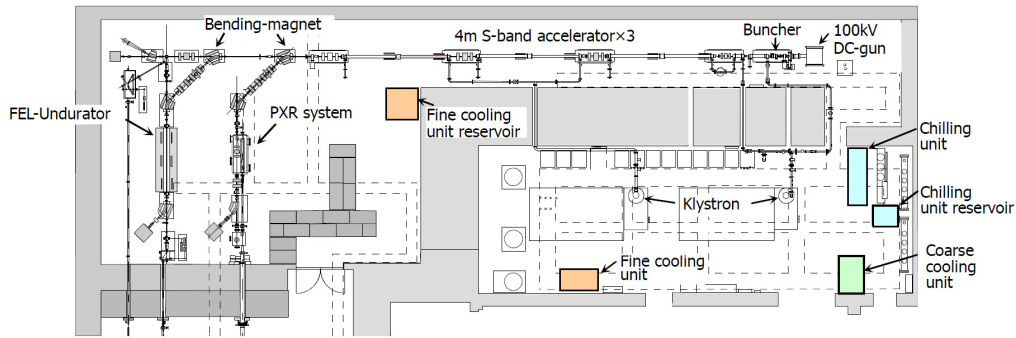 Bending-magnet
4m S-band accelerator×3
Buncher
100kV
DC-gun
FEL-Undurator
PXR system
Fine cooling
unit reservoir
Chilling
unit
Klystron
Chilling
unit reservoir
Fine cooling
unit
Coarse
cooling
unit